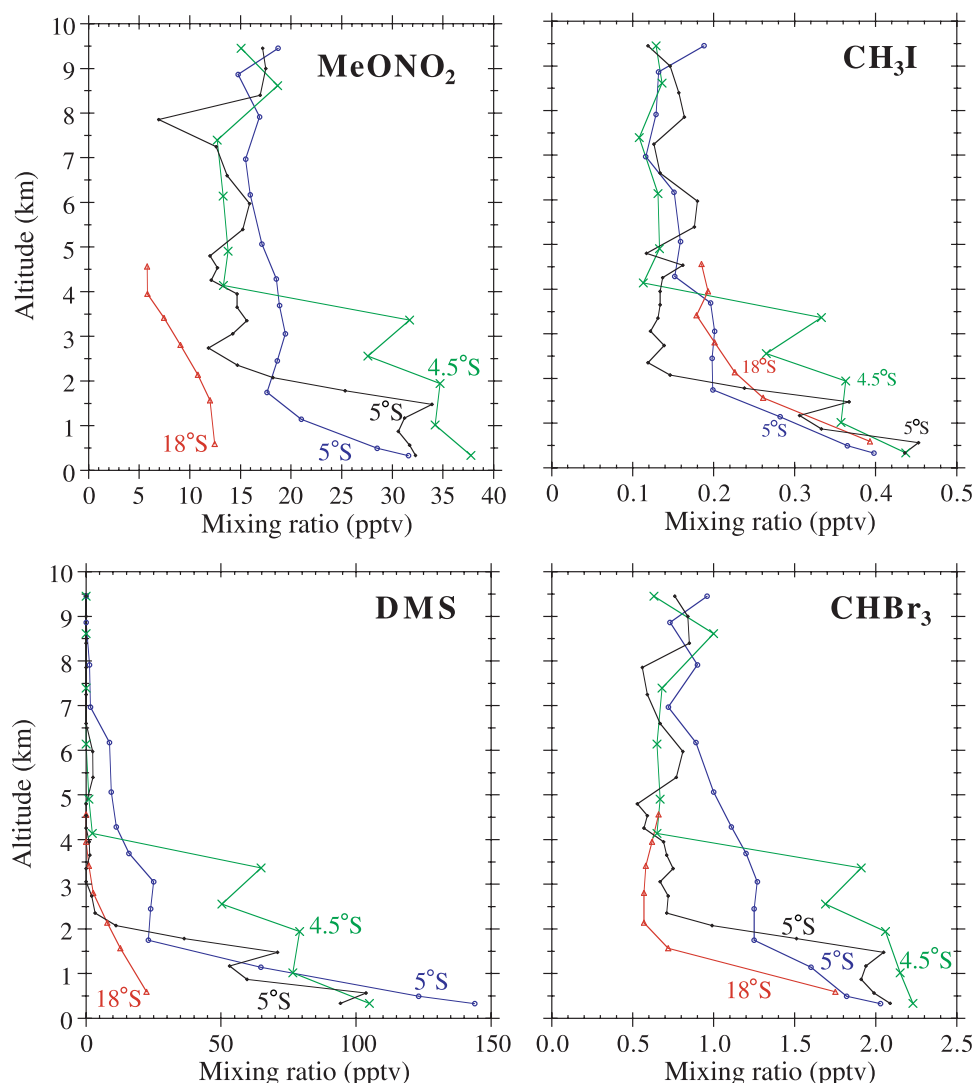 MeONO₂
10
9
8
7
6
5
4
3
2
1
0
Altitude (km)
4.5°S
5°S
18°S
5°S
0 5 10 15 20 25 30 35 40
Mixing ratio (pptv)
CH₃I
18°S
4.5°S
5°S
5°S
0 0.1 0.2 0.3 0.4 0.5
Mixing ratio (pptv)
DMS
10
9
8
7
6
5
4
3
2
1
0
Altitude (km)
4.5°S
18°S
5°S
5°S
0 50 100 150
Mixing ratio (pptv)
CHBr₃
5°S
5°S
4.5°S
18°S
0.0 0.5 1.0 1.5 2.0 2.5
Mixing ratio (pptv)